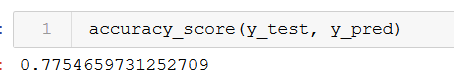 1 accuracy_score(y_test, y_pred)
0.7754659731252709